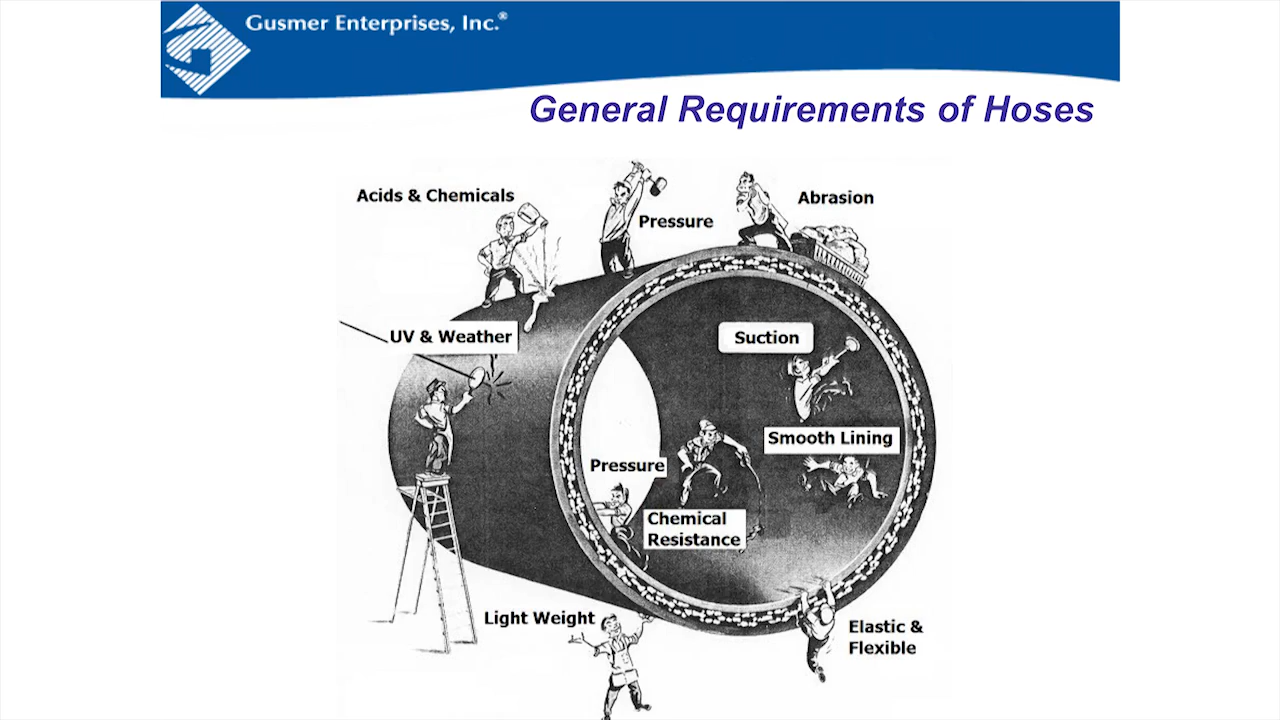 Gusmer Enterprises, Inc.®
General Requirements of Hoses
Acids & Chemicals
Pressure
Abrasion
UV & Weather
Suction
Smooth Lining
Pressure
Chemical
Resistance
Light Weight
Elastic &
Flexible